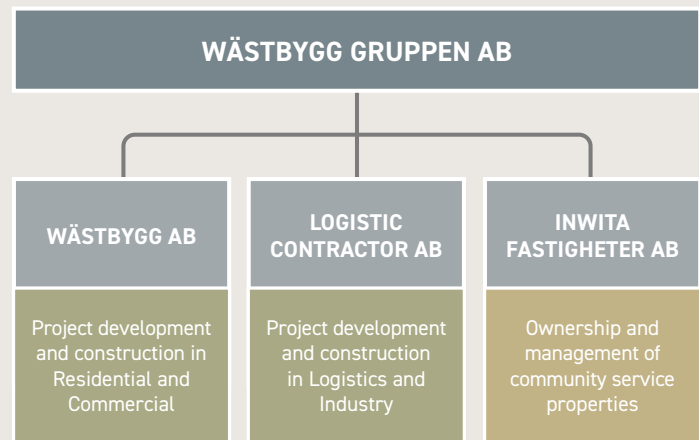 WÄSTBYGG GRUPPEN AB
WÄSTBYGG AB
Project development
and construction in
Residential and
Commercial
LOGISTIC
CONTRACTOR AB
Project development
and construction
in Logistics and
Industry
INWITA
FASTIGHETER AB
Ownership and
management of
community service
properties